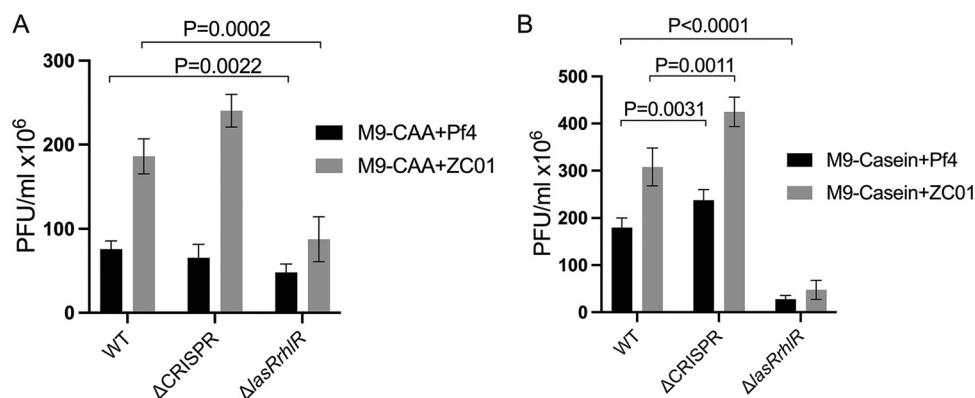 A
P=0.0002
P=0.0022
300
200
100
0
PFU/ml x10⁶
WT
ΔCRISPR
ΔlasRrhlR
M9-CAA+Pf4
M9-CAA+ZC01
B
P<0.0001
P=0.0011
P=0.0031
500
400
300
200
100
0
PFU/ml x10⁶
WT
ΔCRISPR
ΔlasRrhlR
M9-Casein+Pf4
M9-Casein+ZC01